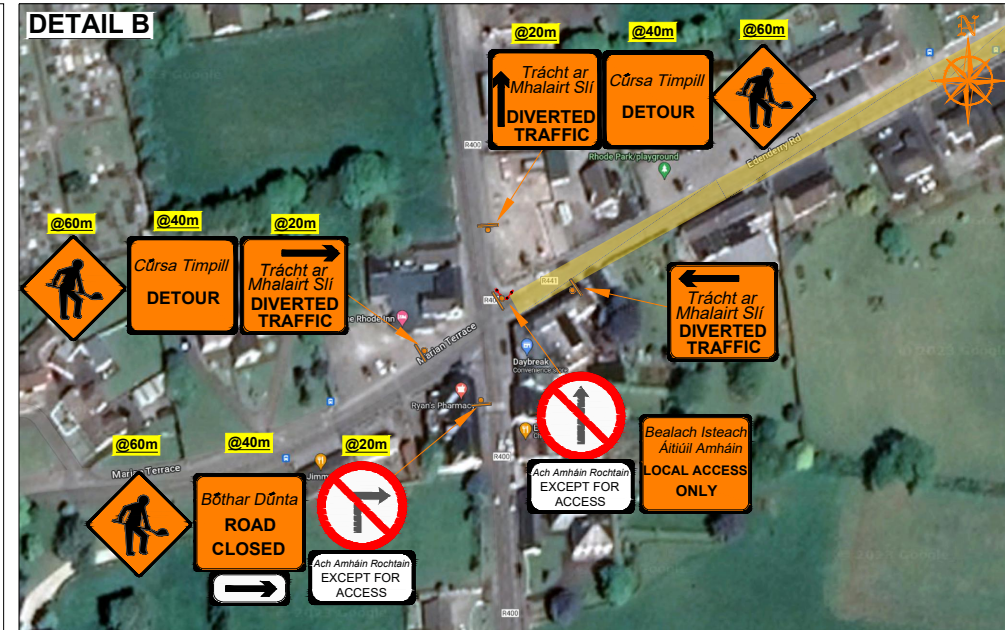 DETAIL B
@20m
@40m
@60m
Trácht ar
Mhalairt Slí
DIVERTED
TRAFFIC
Cúrsa Timpill
DETOUR
N
R400
Rhode Park/playground
Edenderry Rd
@60m
@40m
@20m
Cúrsa Timpill
DETOUR
Trácht ar
Mhalairt Slí
DIVERTED
TRAFFIC
R441
Trácht ar
Mhalairt Slí
DIVERTED
TRAFFIC
Rhode Inn
Marian Terrace
Daybreak
Convenience store
Ryan's Pharmacy
@60m
@40m
@20m
Bóthar Dúnta
ROAD
CLOSED
Ach Amháin Rochtain
EXCEPT FOR
ACCESS
R400
Ach Amháin Rochtain
EXCEPT FOR
ACCESS
Bealach Isteach
Áitiúil Amháin
LOCAL ACCESS
ONLY
R400